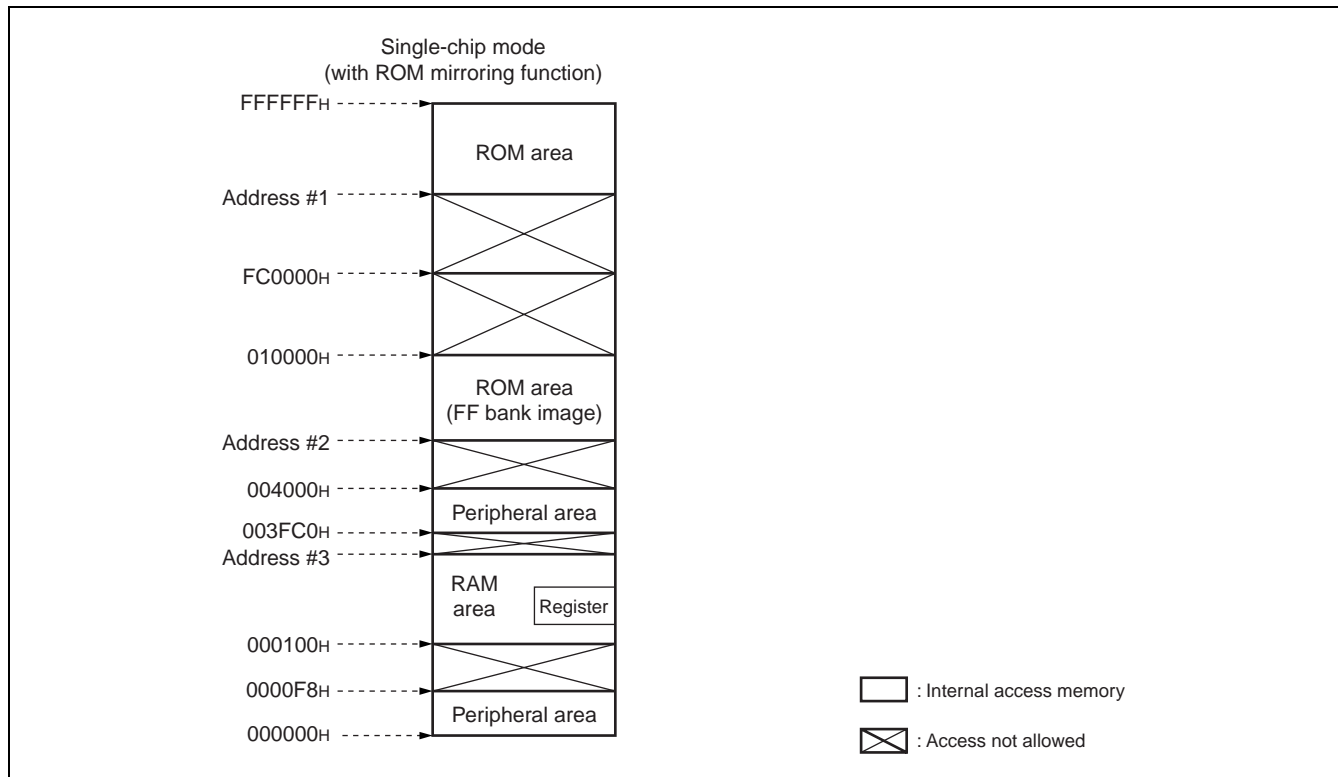 Single-chip mode
(with ROM mirroring function)
FFFFFFH
ROM area
Address #1
FC0000H
010000H
ROM area
(FF bank image)
Address #2
004000H
Peripheral area
003FC0H
Address #3
RAM
area
Register
000100H
0000F8H
Peripheral area
000000H
: Internal access memory
: Access not allowed